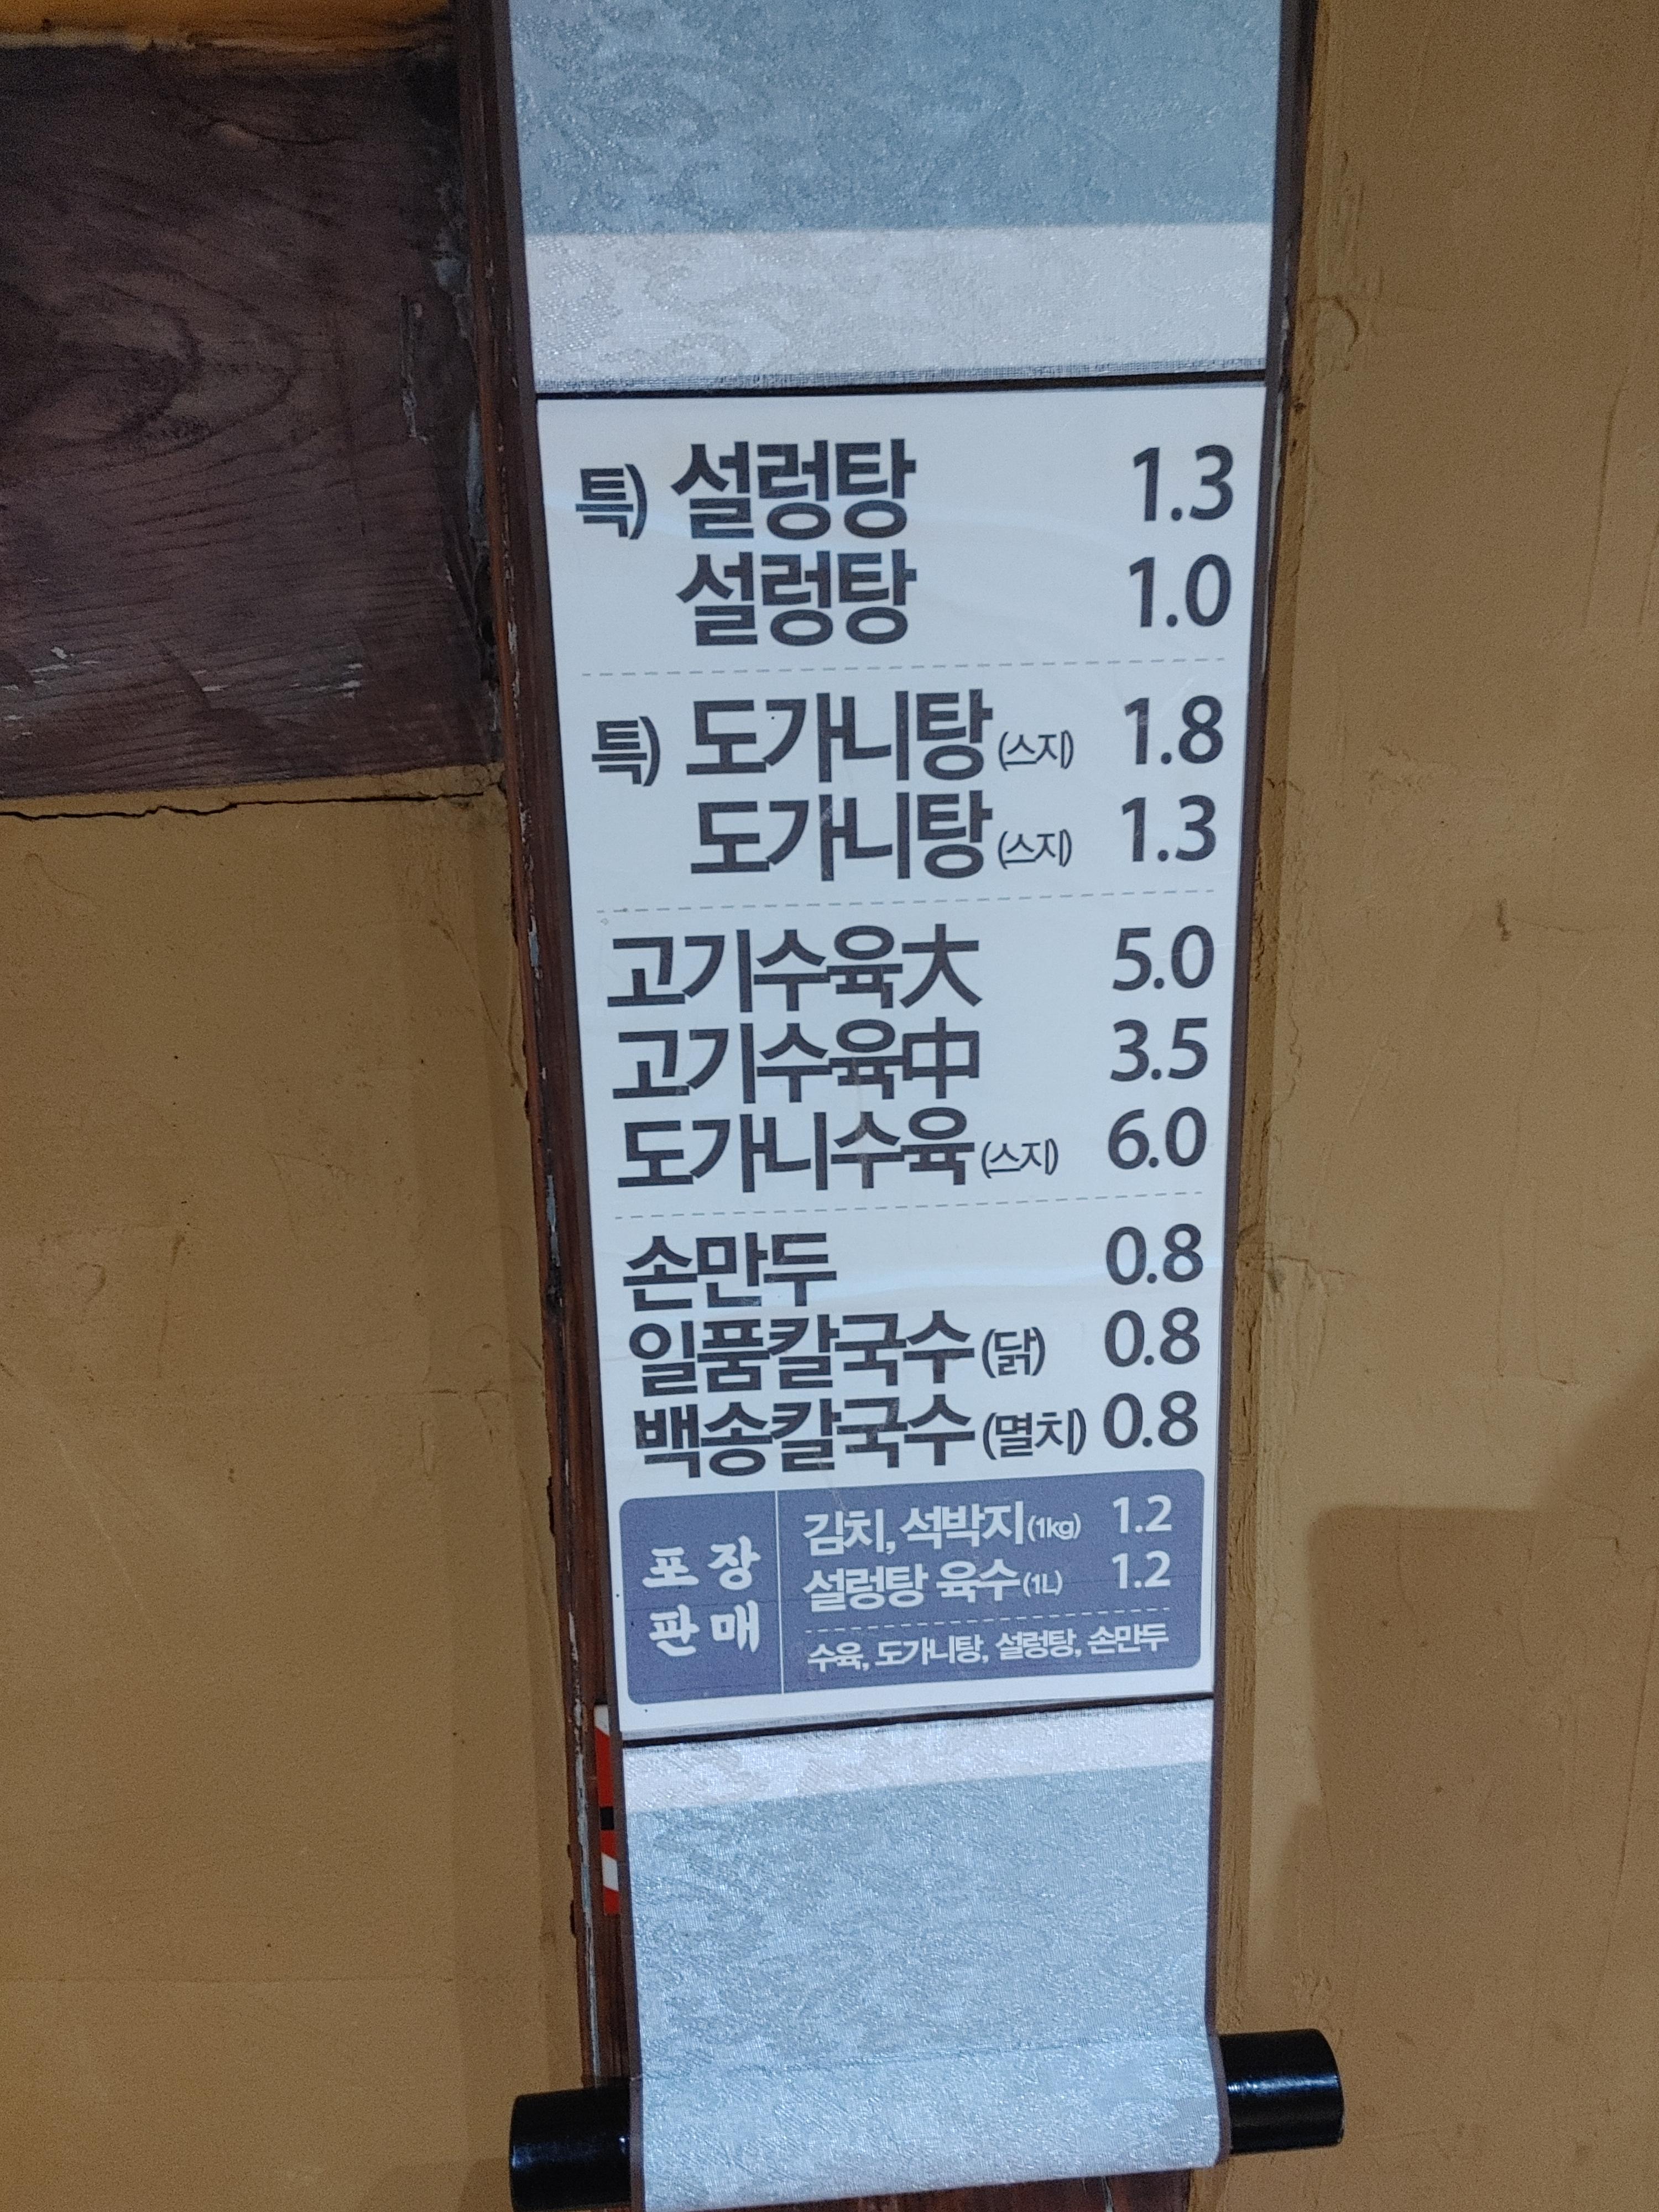 특) 설렁탕 1.3
설렁탕 1.0
특) 도가니탕 (스지) 1.8
도가니탕 (스지) 1.3
고기수육大 5.0
고기수육中 3.5
도가니수육 (스지) 6.0
손만두 0.8
일품칼국수 (닭) 0.8
백송칼국수 (멸치) 0.8
포장 판매
김치, 석박지 (1kg) 1.2
설렁탕 육수 (1L) 1.2
수육, 도가니탕, 설렁탕, 손만두